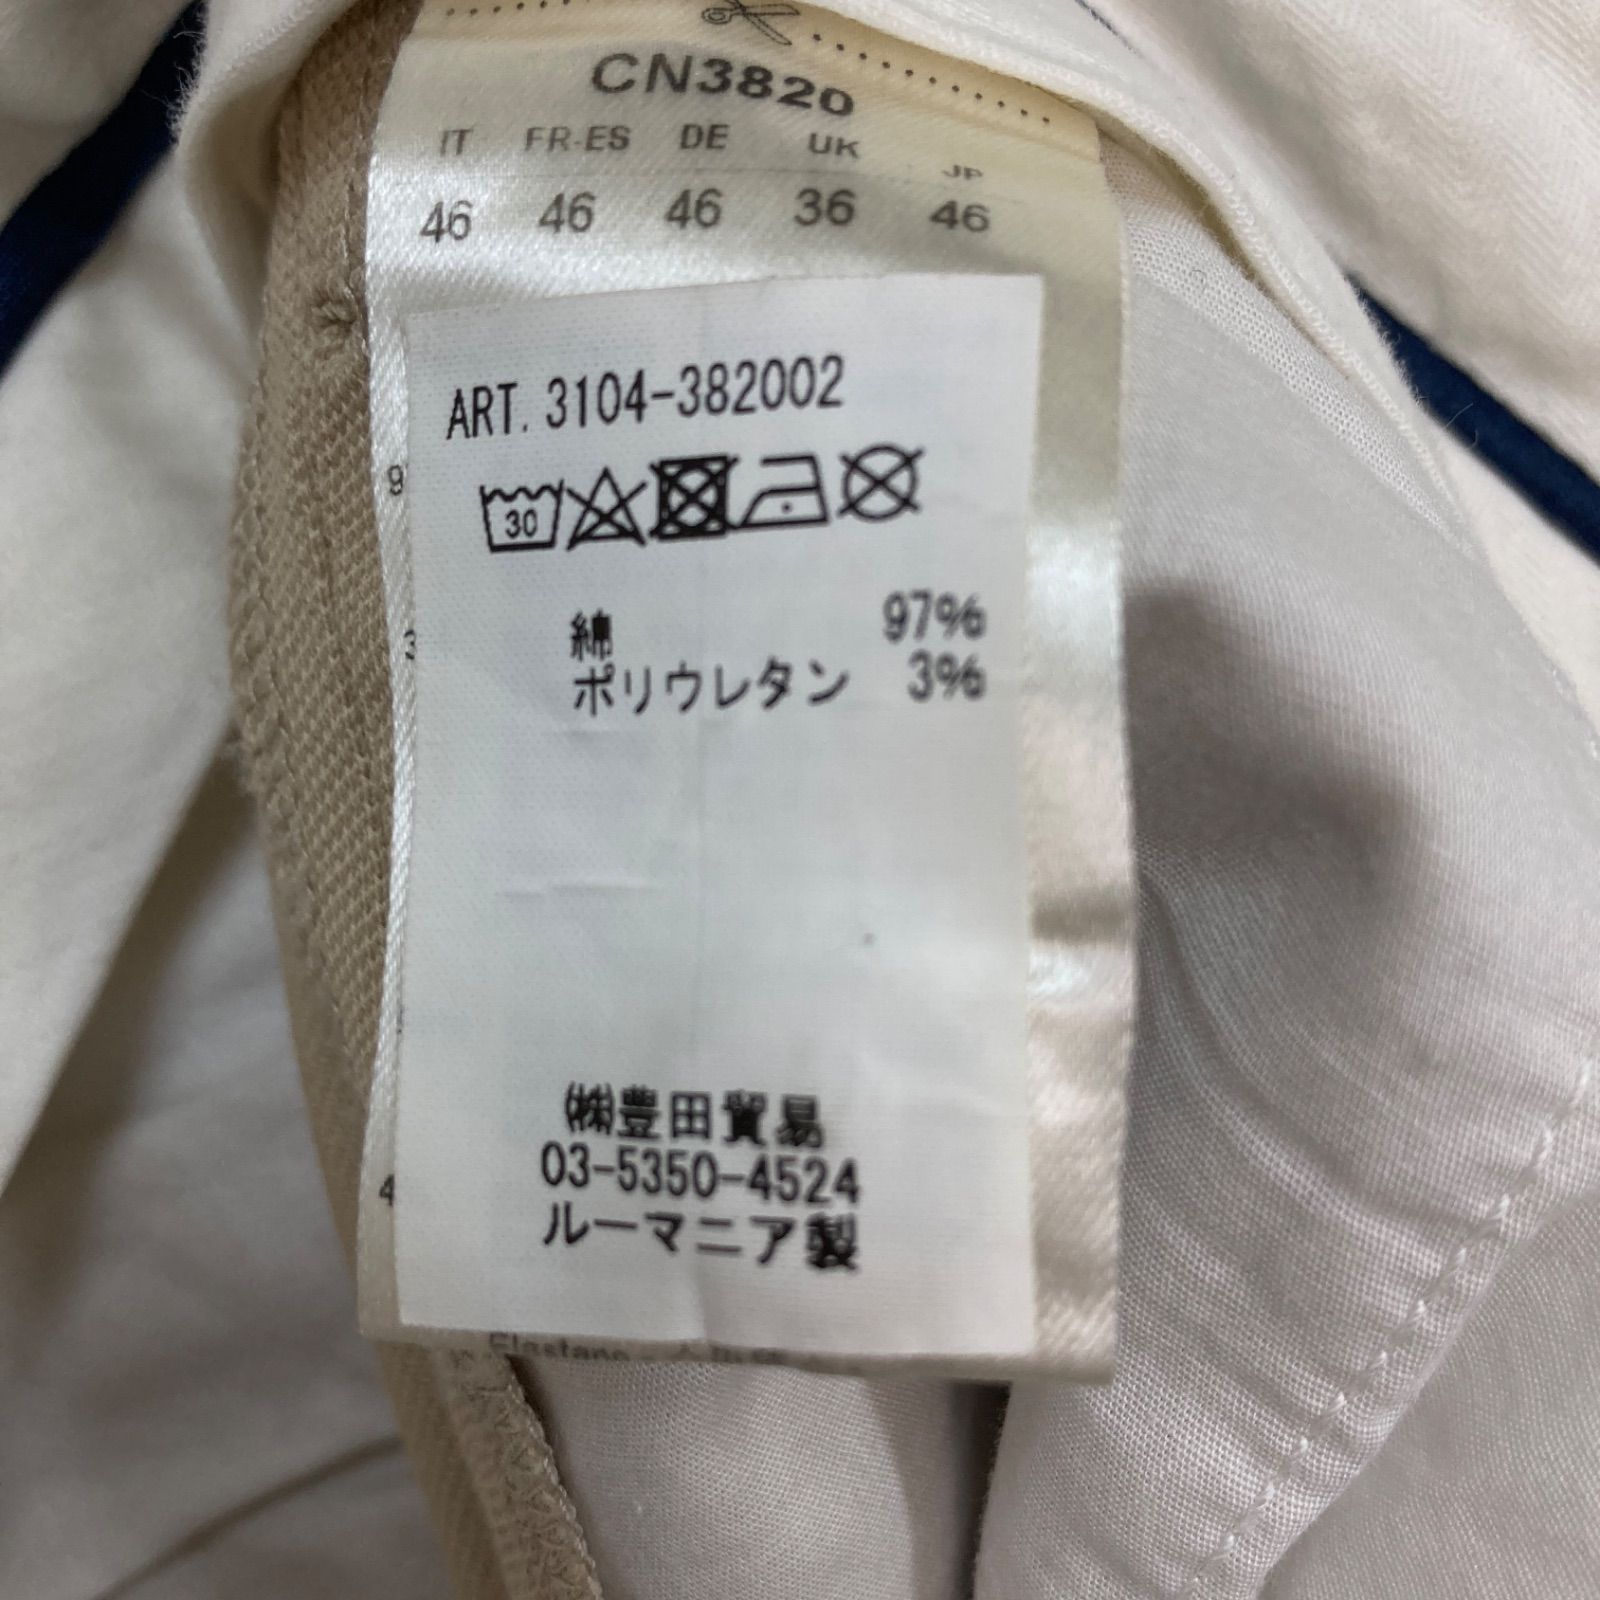 CN3820
IT FR-ES DE UK JP
46 46 46 36 46
ART. 3104-382002
30
綿 97%
ポリウレタン 3%
㈱豊田貿易
03-5350-4524
ルーマニア製
Elastane